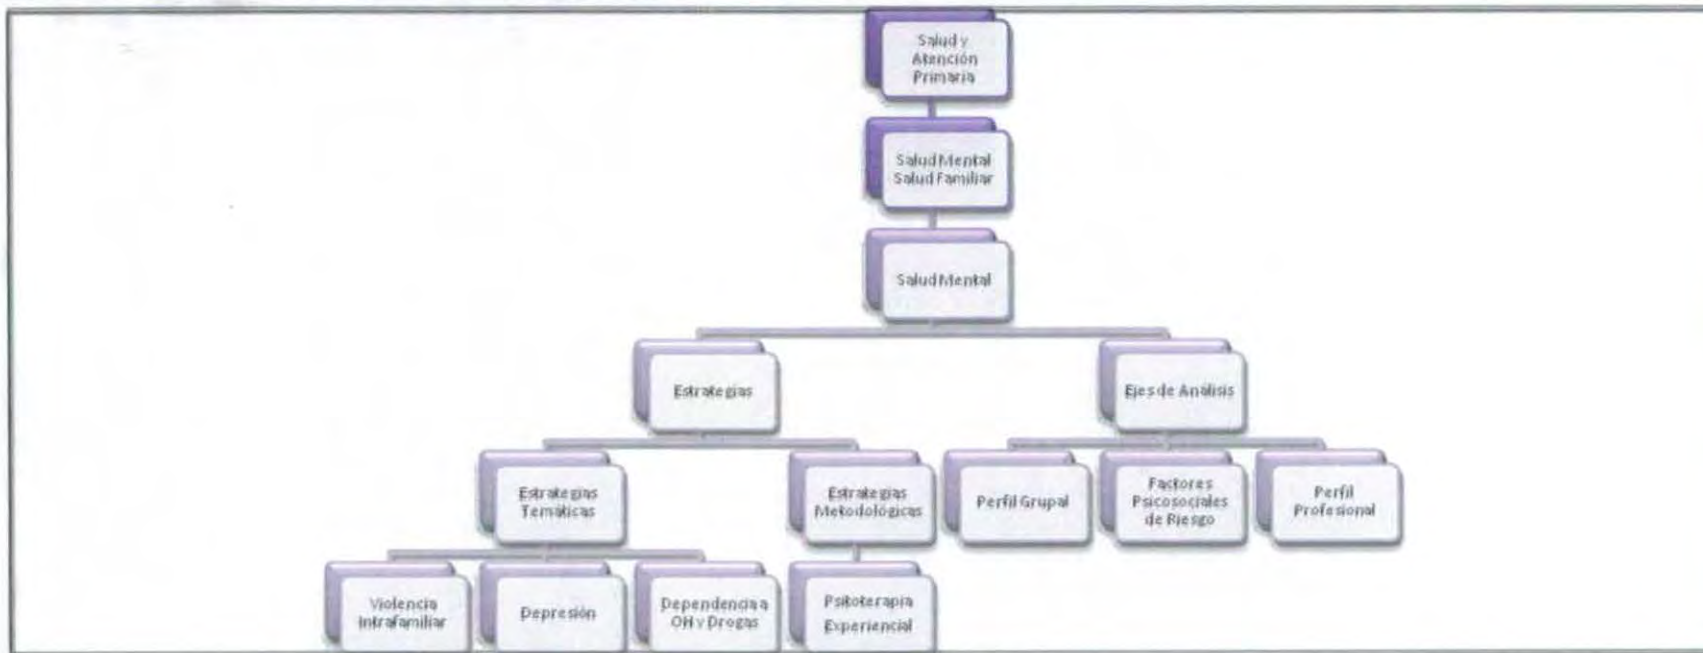 Salud y
Atención
Primaria
Salud Mental
Salud Familiar
Salud Mental
Estrategias
Ejes de Análisis
Estrategias
Temáticas
Estrategias
Metodológicas
Perfil Grupal
Factores
Psicosociales
de Riesgo
Perfil
Profesional
Violencia
Intrafamiliar
Depresión
Dependencia a
OH y Drogas
Psicoterapia
Experiencial